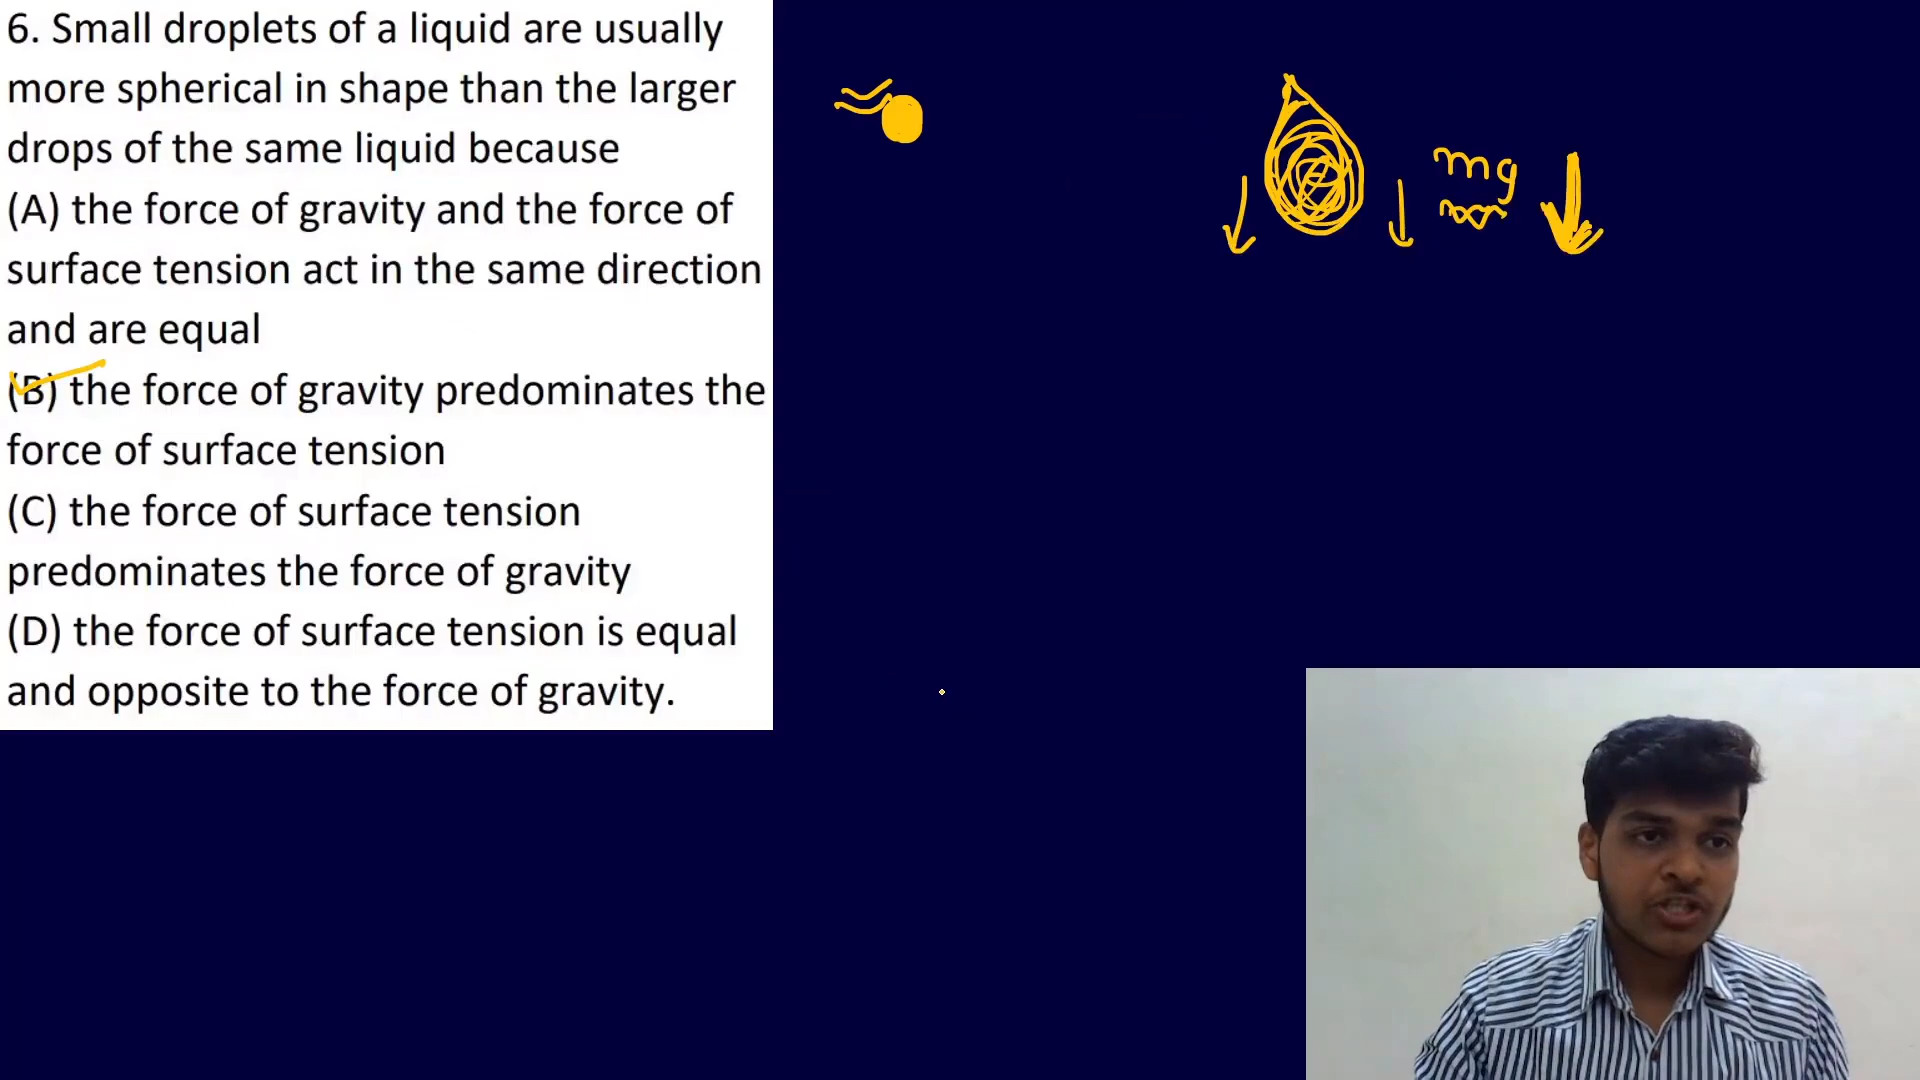 6. Small droplets of a liquid are usually
more spherical in shape than the larger
drops of the same liquid because
(A) the force of gravity and the force of
surface tension act in the same direction
and are equal
(B) the force of gravity predominates the
force of surface tension
(C) the force of surface tension
predominates the force of gravity
(D) the force of surface tension is equal
and opposite to the force of gravity.
mg